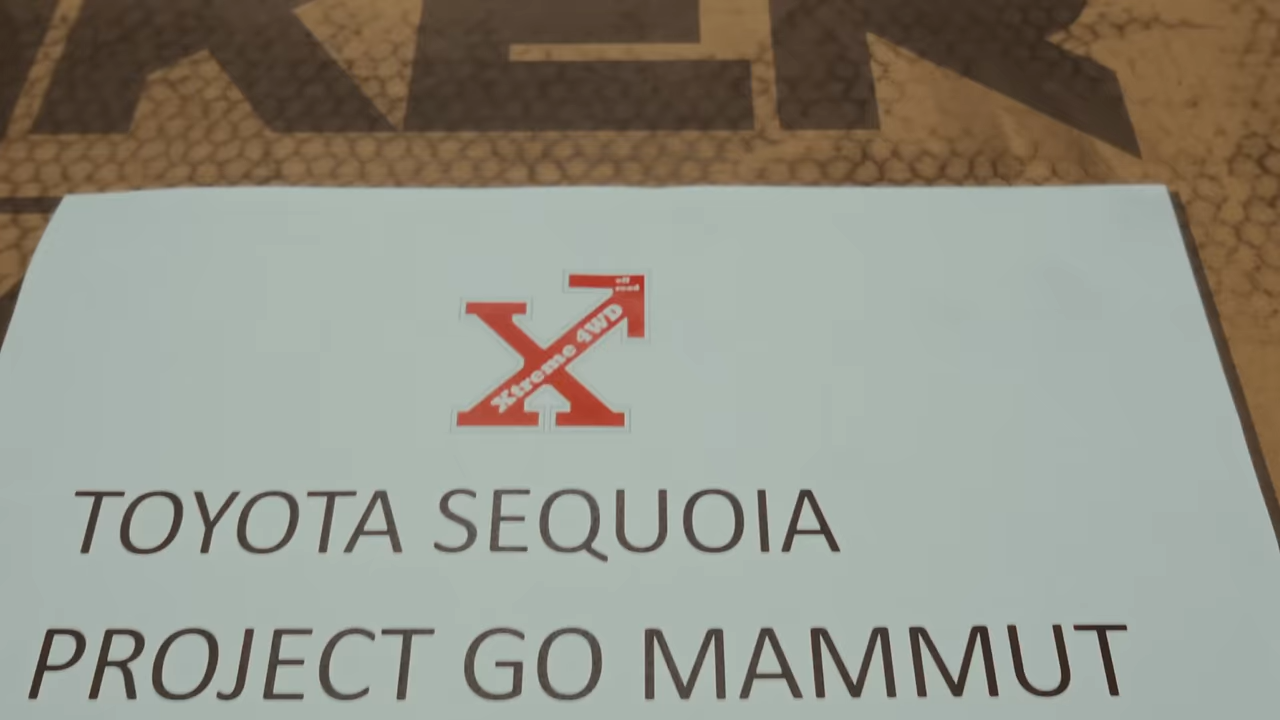 KER
off
road
Xtreme 4WD
TOYOTA SEQUOIA
PROJECT GO MAMMUT